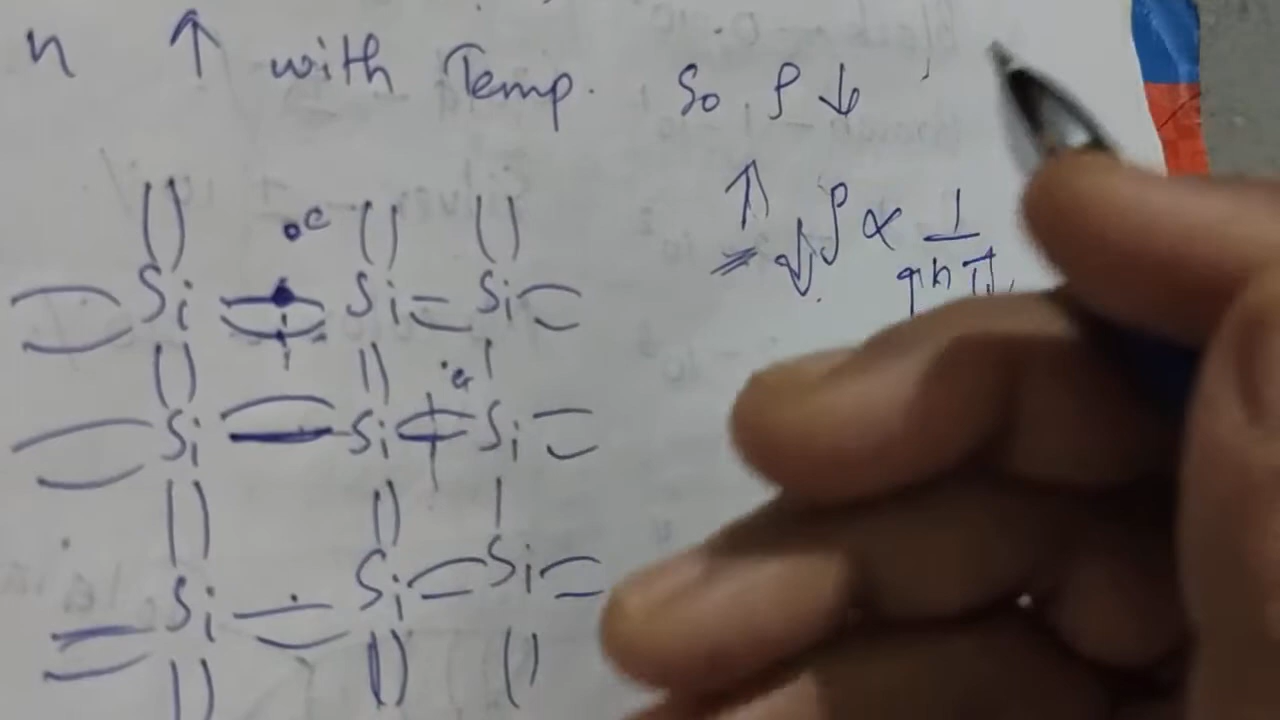 n ↑ with Temp. So ρ ↓
↑ ↓ ρ ∝ 1
qn
Si Si Si
e
Si Si Si
Si Si Si